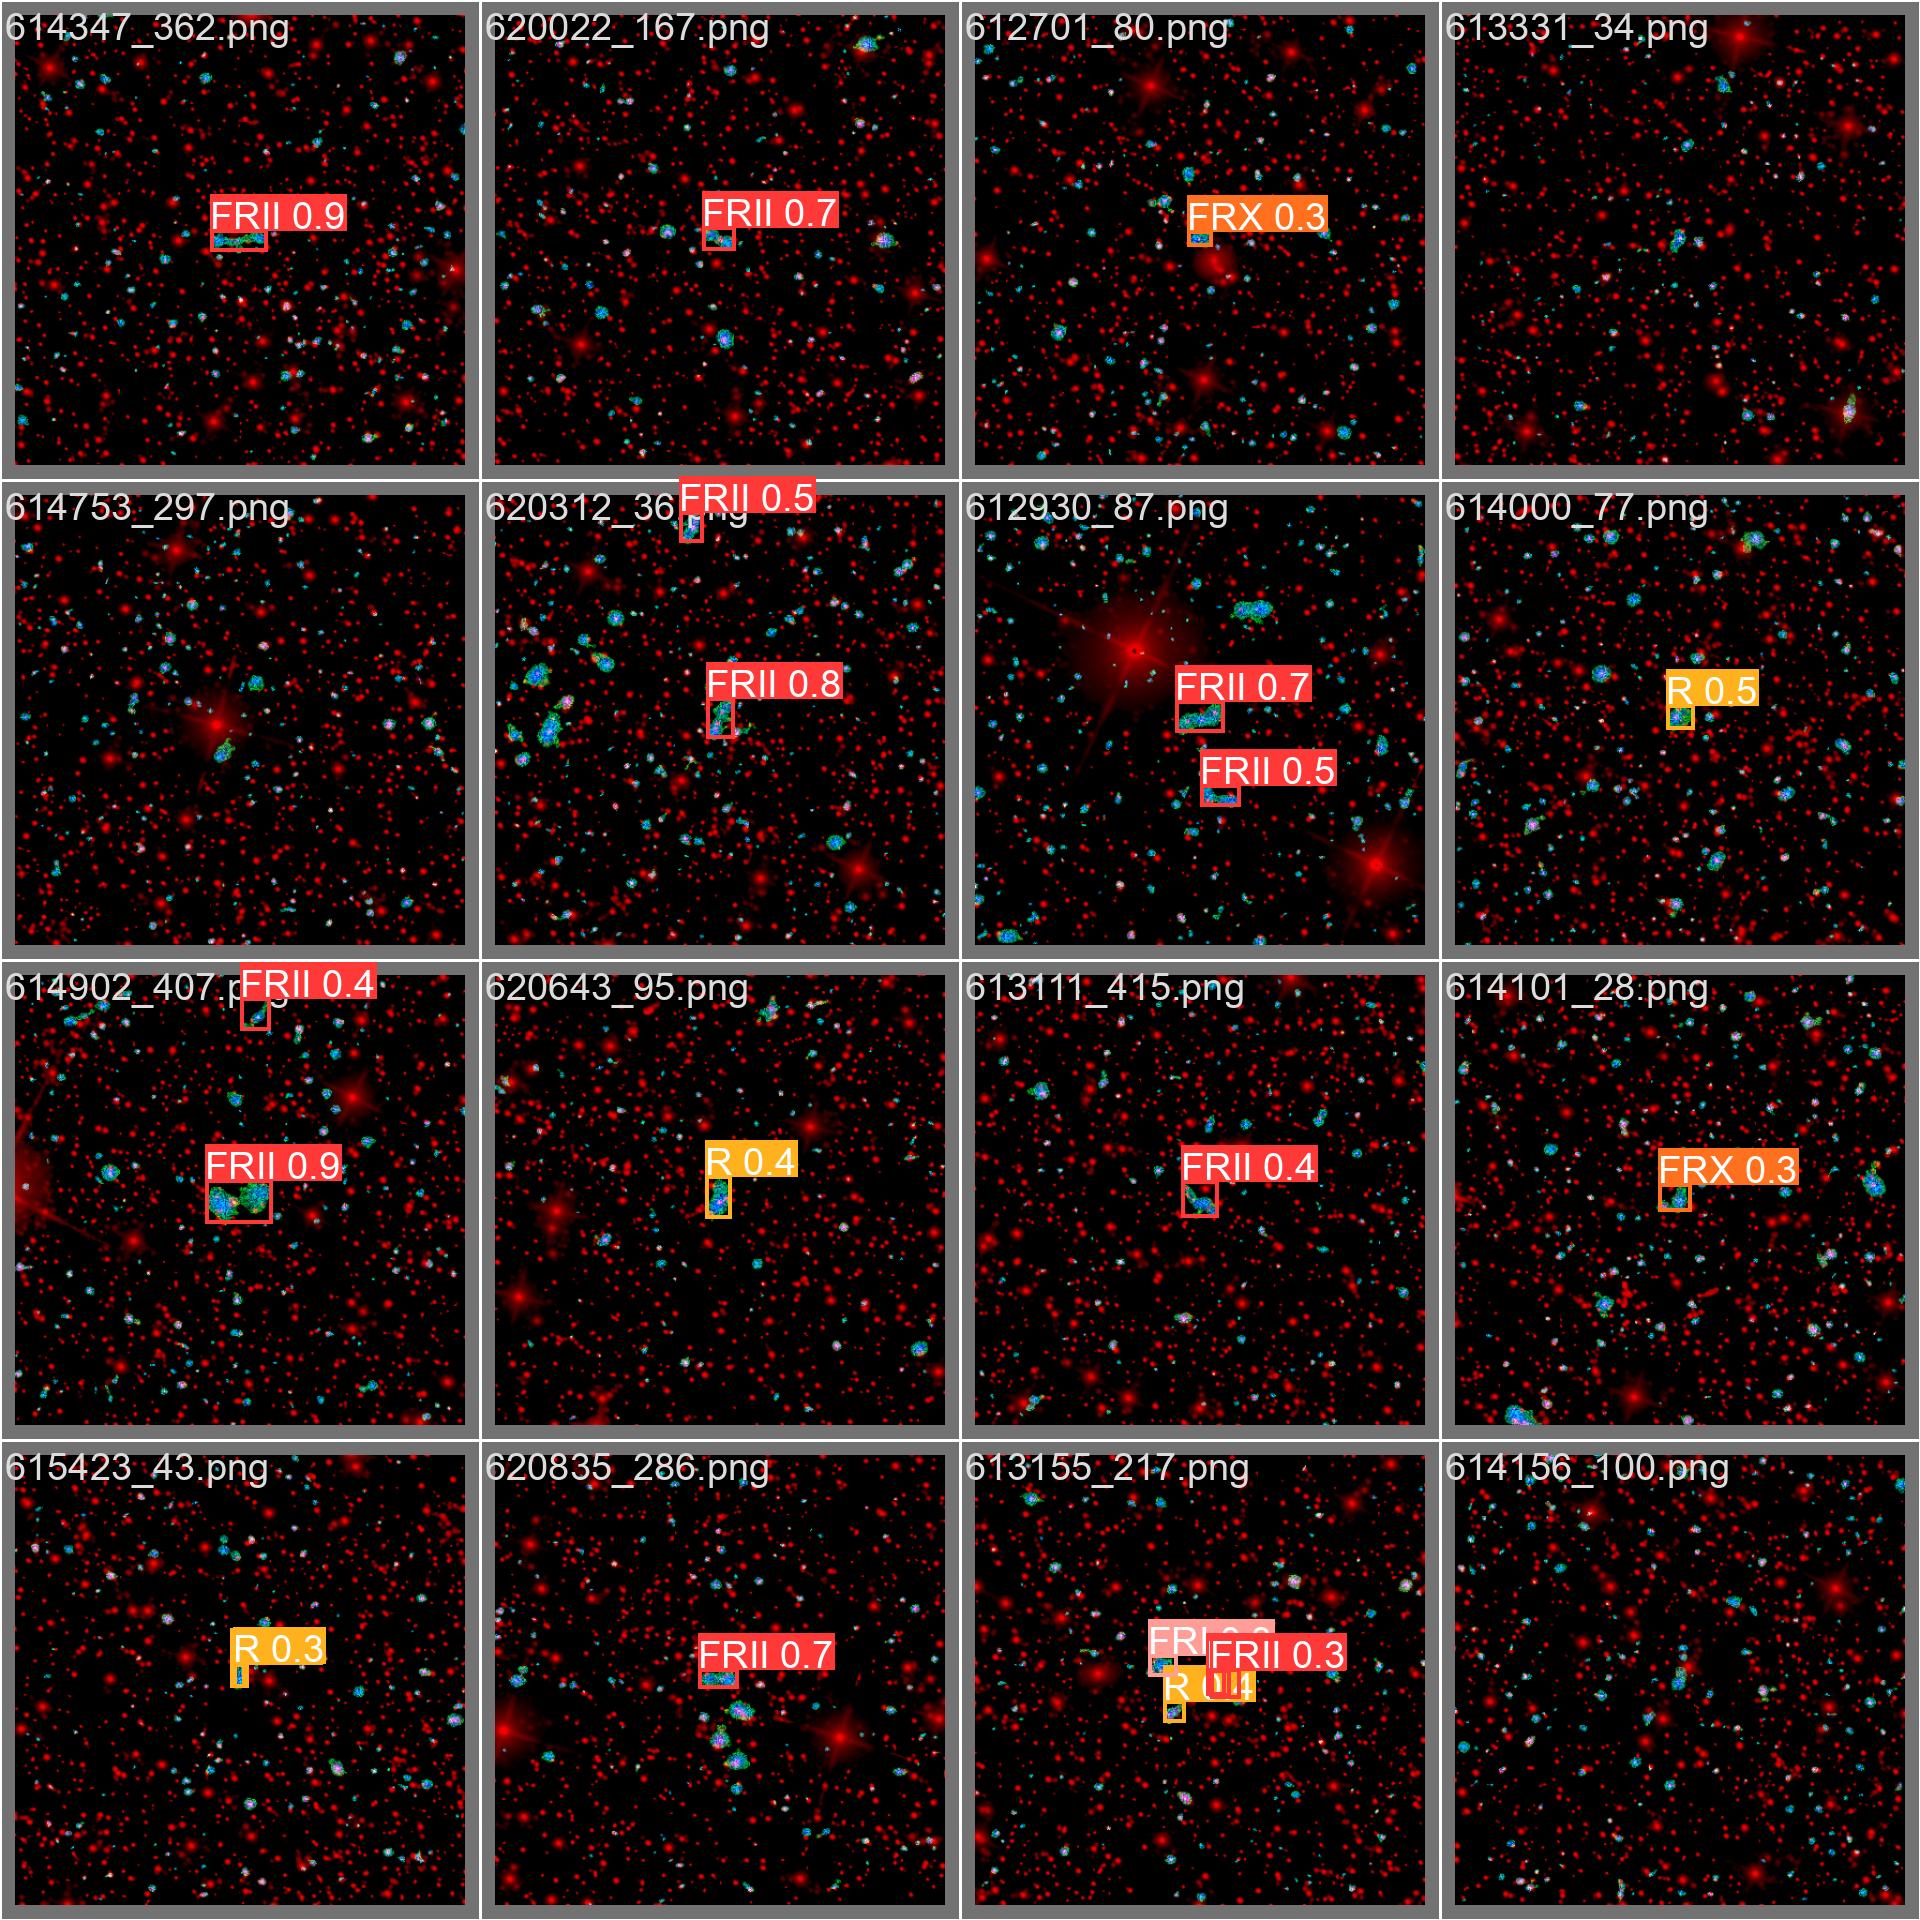 614347_362.png
FRII 0.9
620022_167.png
FRII 0.7
612701_80.png
FRX 0.3
613331_34.png
614753_297.png
620312_36
FRII 0.5
FRII 0.8
612930_87.png
FRII 0.7
FRII 0.5
614000_77.png
R 0.5
614902_407.png
FRII 0.4
FRII 0.9
620643_95.png
R 0.4
613111_415.png
FRII 0.4
614101_28.png
FRX 0.3
615423_43.png
R 0.3
620835_286.png
FRII 0.7
613155_217.png
FRII 0.3
R
614156_100.png